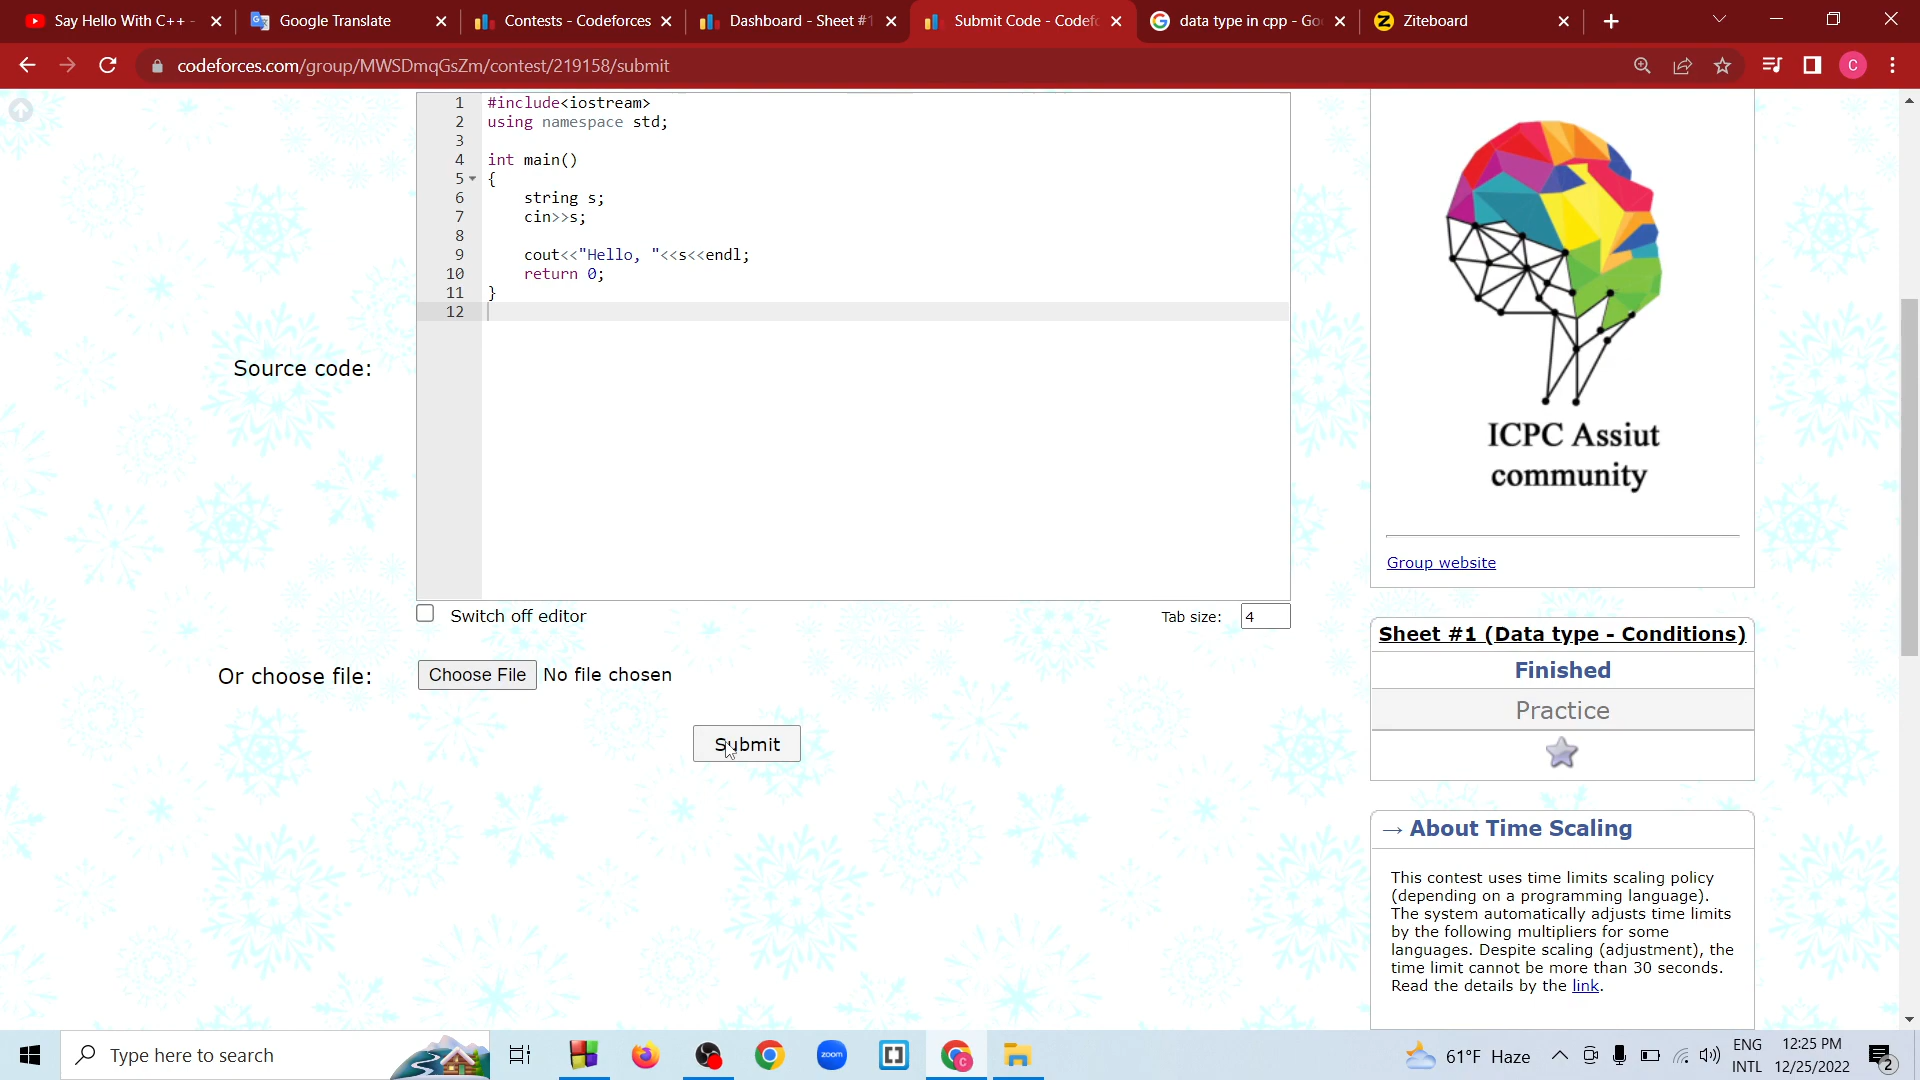 Say Hello With C++ -
Google Translate
Contests - Codeforces
Dashboard - Sheet #1
Submit Code - Codefo
data type in cpp - Goo
Ziteboard
codeforces.com/group/MWSDmqGsZm/contest/219158/submit
C
1 #include<iostream>
2 using namespace std;
3
4 int main()
5 {
6 string s;
7 cin>>s;
8
9 cout<<"Hello, "<<s<<endl;
10 return 0;
11 }
12
Source code:
Switch off editor
Tab size: 4
Or choose file: Choose File No file chosen
Submit
ICPC Assiut
community
Group website
Sheet #1 (Data type - Conditions)
Finished
Practice
→ About Time Scaling
This contest uses time limits scaling policy
(depending on a programming language).
The system automatically adjusts time limits
by the following multipliers for some
languages. Despite scaling (adjustment), the
time limit cannot be more than 30 seconds.
Read the details by the link.
Type here to search
zoom
C
61°F Haze
ENG
INTL
12:25 PM
12/25/2022
2